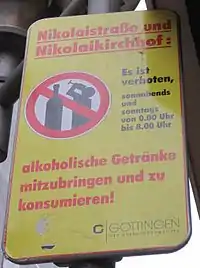 Nikolaistraße und
Nikolaikirchhof:
Es ist
verboten,
sonnabends
und
sonntags
von 0.00 Uhr
bis 8.00 Uhr
alkoholische Getränke
mitzubringen und zu
konsumieren!
GÖTTINGEN